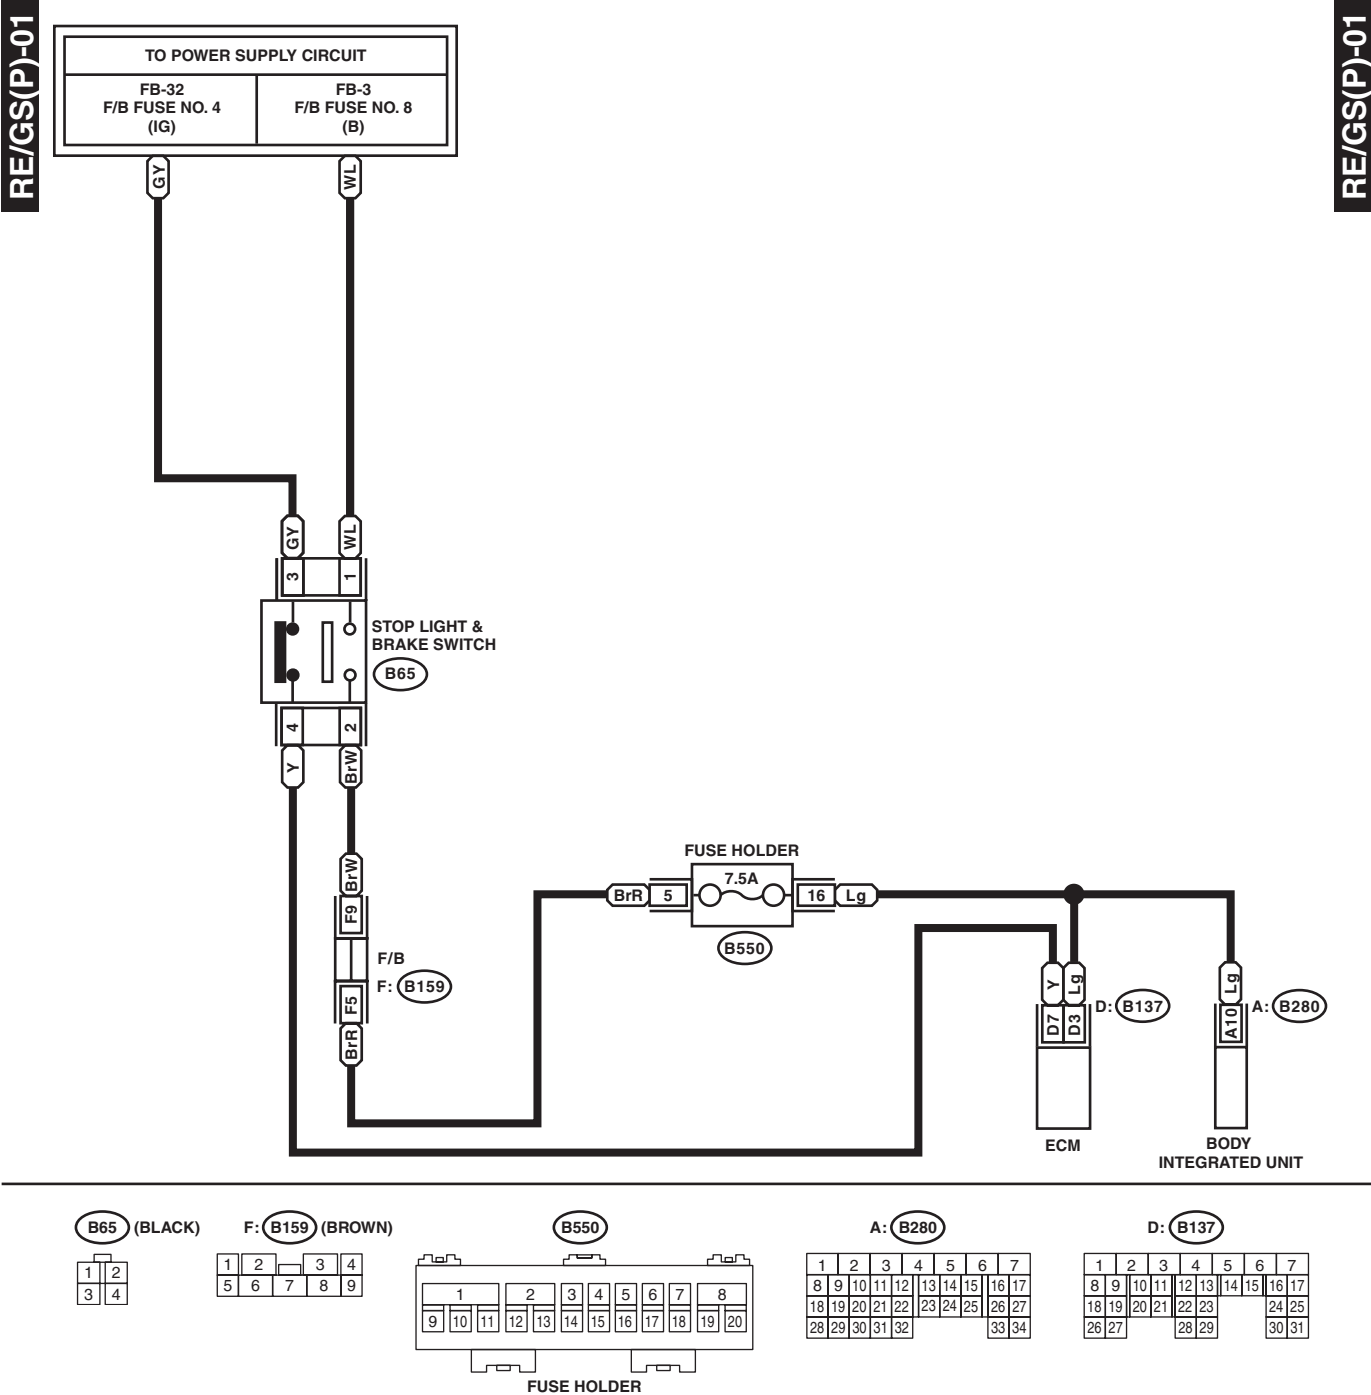 RE/GS(P)-01
RE/GS(P)-01
TO POWER SUPPLY CIRCUIT
FB-32
F/B FUSE NO. 4
(IG)
FB-3
F/B FUSE NO. 8
(B)
GY
WL
GY
WL
3
1
STOP LIGHT &
BRAKE SWITCH
B65
4
2
Y
BrW
BrW
F9
F/B
F: B159
F5
BrR
FUSE HOLDER
7.5A
BrR
5
16
Lg
B550
Y
Lg
Lg
D7
D3
D: B137
A10
A: B280
ECM
BODY
INTEGRATED UNIT
B65 (BLACK)
1 2
3 4
F: B159 (BROWN)
1 2 3 4
5 6 7 8 9
B550
1 2 3 4 5 6 7 8
9 10 11 12 13 14 15 16 17 18 19 20
FUSE HOLDER
A: B280
1 2 3 4 5 6 7
8 9 10 11 12 13 14 15 16 17
18 19 20 21 22 23 24 25 26 27
28 29 30 31 32 33 34
D: B137
1 2 3 4 5 6 7
8 9 10 11 12 13 14 15 16 17
18 19 20 21 22 23 24 25
26 27 28 29 30 31